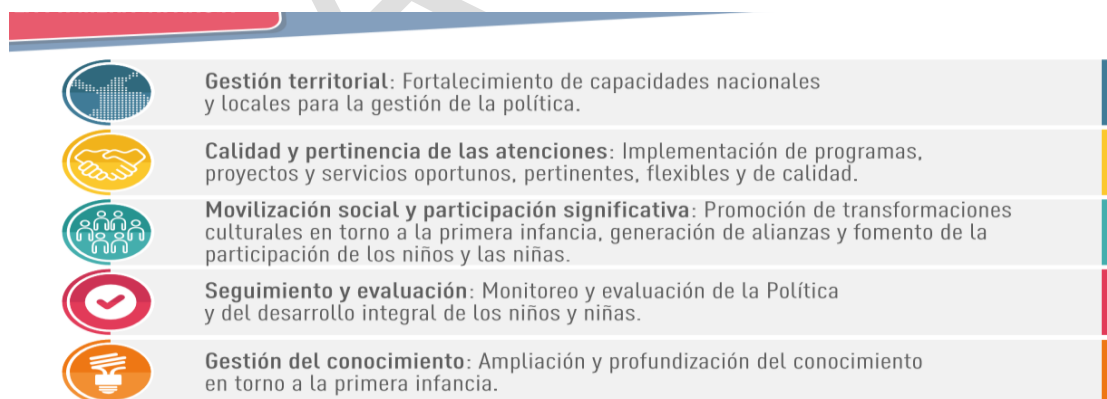 Gestión territorial: Fortalecimiento de capacidades nacionales
y locales para la gestión de la política.
Calidad y pertinencia de las atenciones: Implementación de programas,
proyectos y servicios oportunos, pertinentes, flexibles y de calidad.
Movilización social y participación significativa: Promoción de transformaciones
culturales en torno a la primera infancia, generación de alianzas y fomento de la
participación de los niños y las niñas.
Seguimiento y evaluación: Monitoreo y evaluación de la Política
y del desarrollo integral de los niños y niñas.
Gestión del conocimiento: Ampliación y profundización del conocimiento
en torno a la primera infancia.